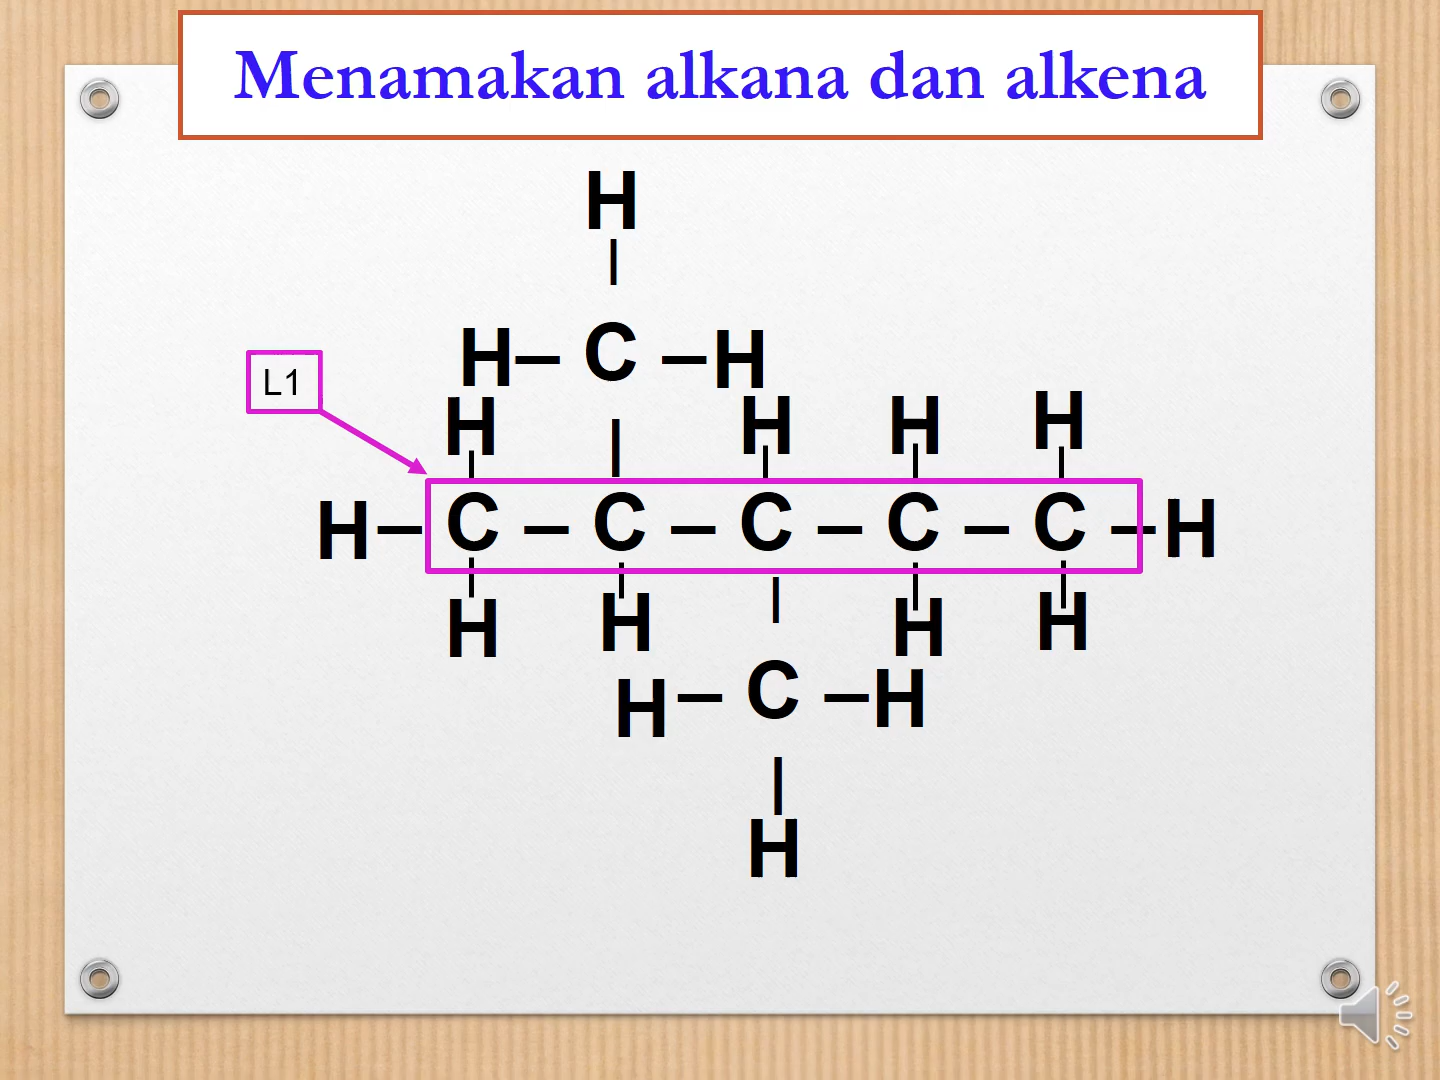 Menamakan alkana dan alkena
H
|
H– C –H
L1
H | H H H
H–C – C – C – C – C –H
H H | H H
H– C –H
|
H